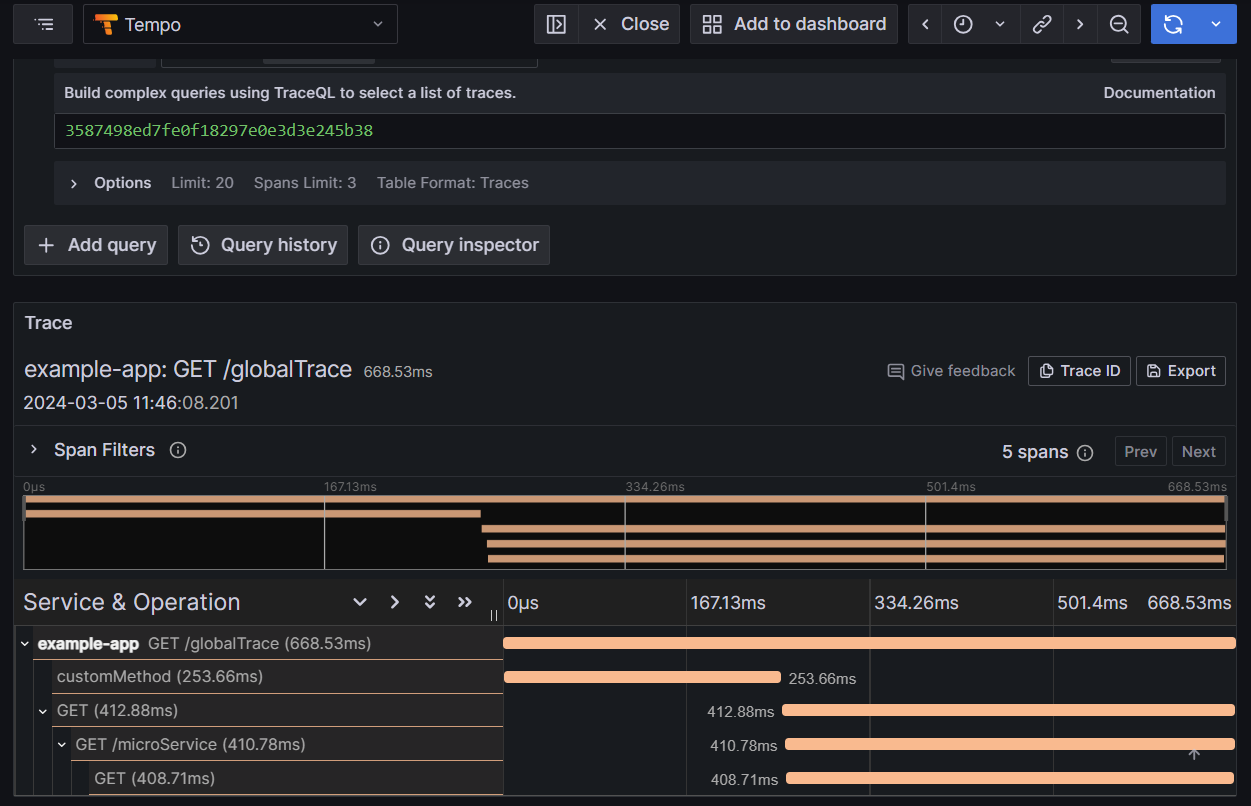 Tempo Close Add to dashboard
Build complex queries using TraceQL to select a list of traces. Documentation
3587498ed7fe0f18297e0e3d3e245b38
Options Limit: 20 Spans Limit: 3 Table Format: Traces
Add query Query history Query inspector
Trace
example-app: GET /globalTrace 668.53ms
Give feedback Trace ID Export
2024-03-05 11:46:08.201
Span Filters 5 spans Prev Next
0μs 167.13ms 334.26ms 501.4ms 668.53ms
Service & Operation 0μs 167.13ms 334.26ms 501.4ms 668.53ms
example-app GET /globalTrace (668.53ms)
customMethod (253.66ms) 253.66ms
GET (412.88ms) 412.88ms
GET /microService (410.78ms) 410.78ms
GET (408.71ms) 408.71ms